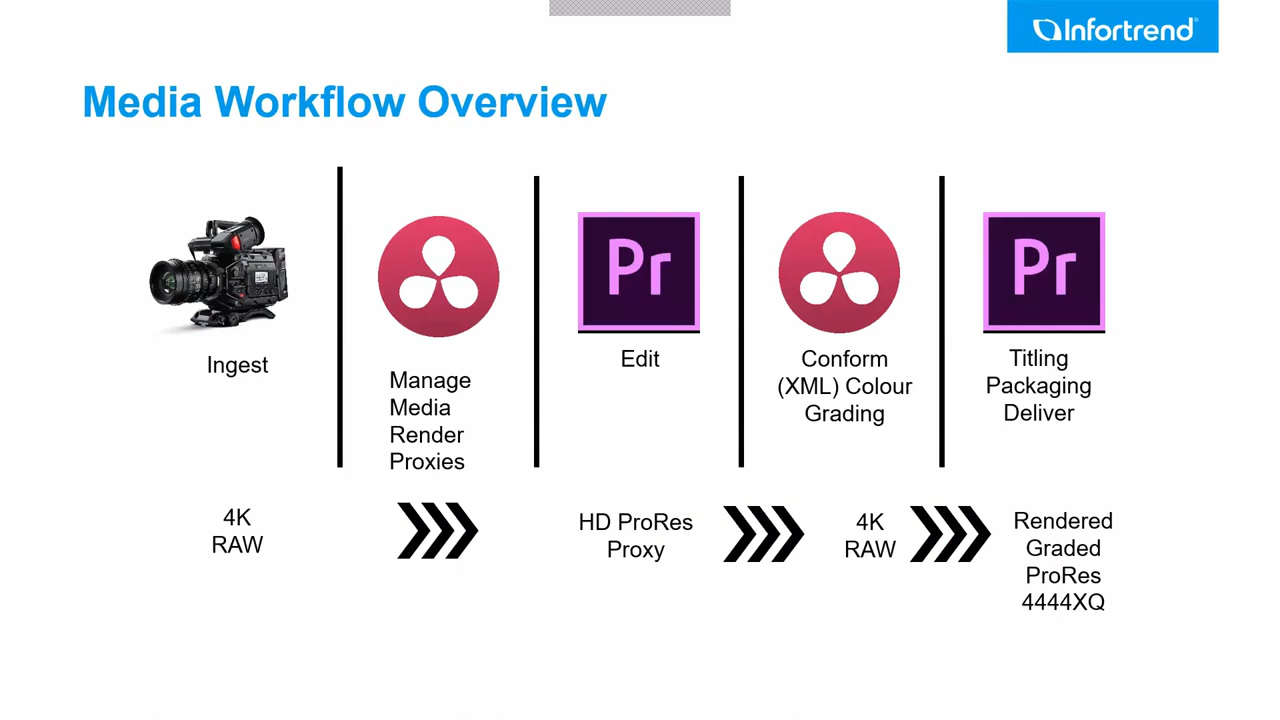 Infortrend
Media Workflow Overview
Ingest
Manage
Media
Render
Proxies
Pr
Edit
Conform
(XML) Colour
Grading
Pr
Titling
Packaging
Deliver
4K
RAW
HD ProRes
Proxy
4K
RAW
Rendered
Graded
ProRes
4444XQ